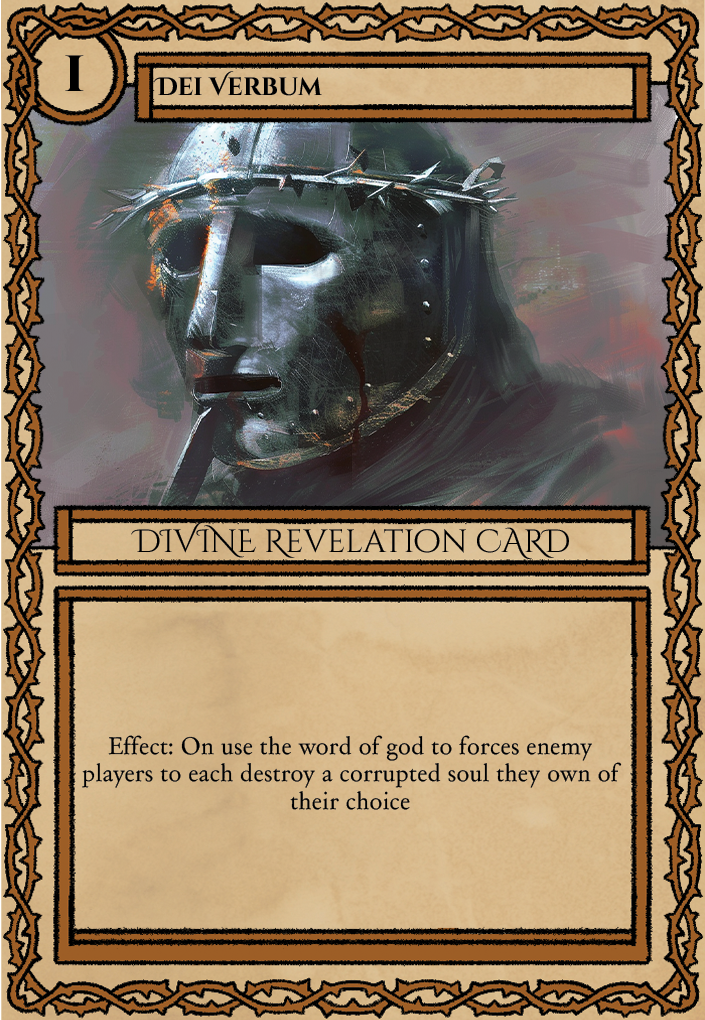 I
Dei Verbum
Divine Revelation Card
Effect: On use the word of god to forces enemy
players to each destroy a corrupted soul they own of
their choice